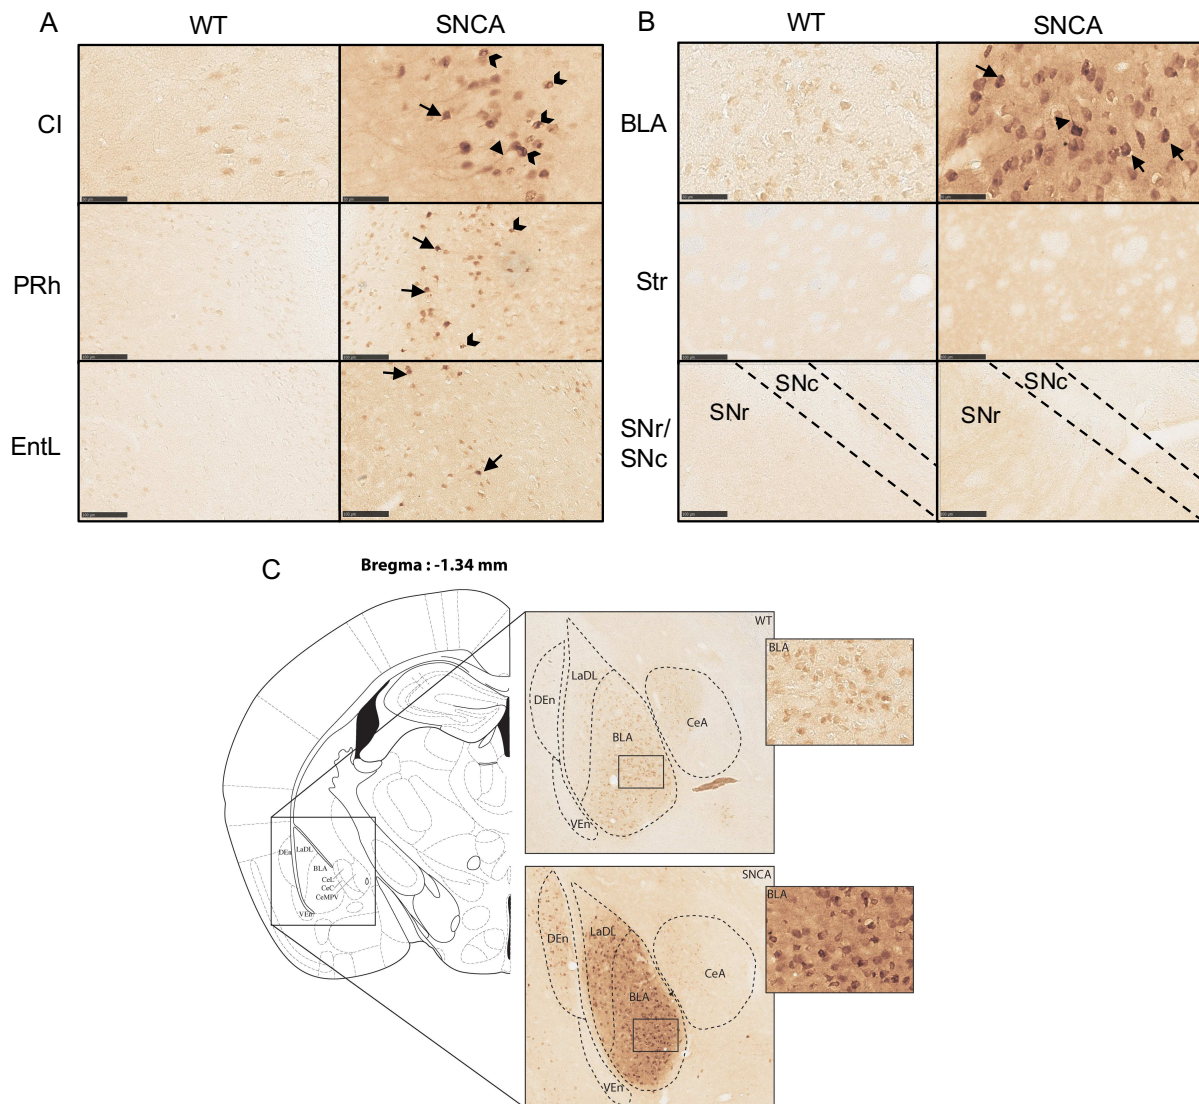 A
WT
SNCA
CI
PRh
EntL
B
WT
SNCA
BLA
Str
SNr/
SNc
SNc
SNr
SNc
SNr
C
Bregma : -1.34 mm
DEn
LaDL
BLA
CeL
CeC
CeMPV
VEn
WT
LaDL
DEn
CeA
BLA
VEn
BLA
SNCA
LaDL
DEn
CeA
BLA
VEn
BLA